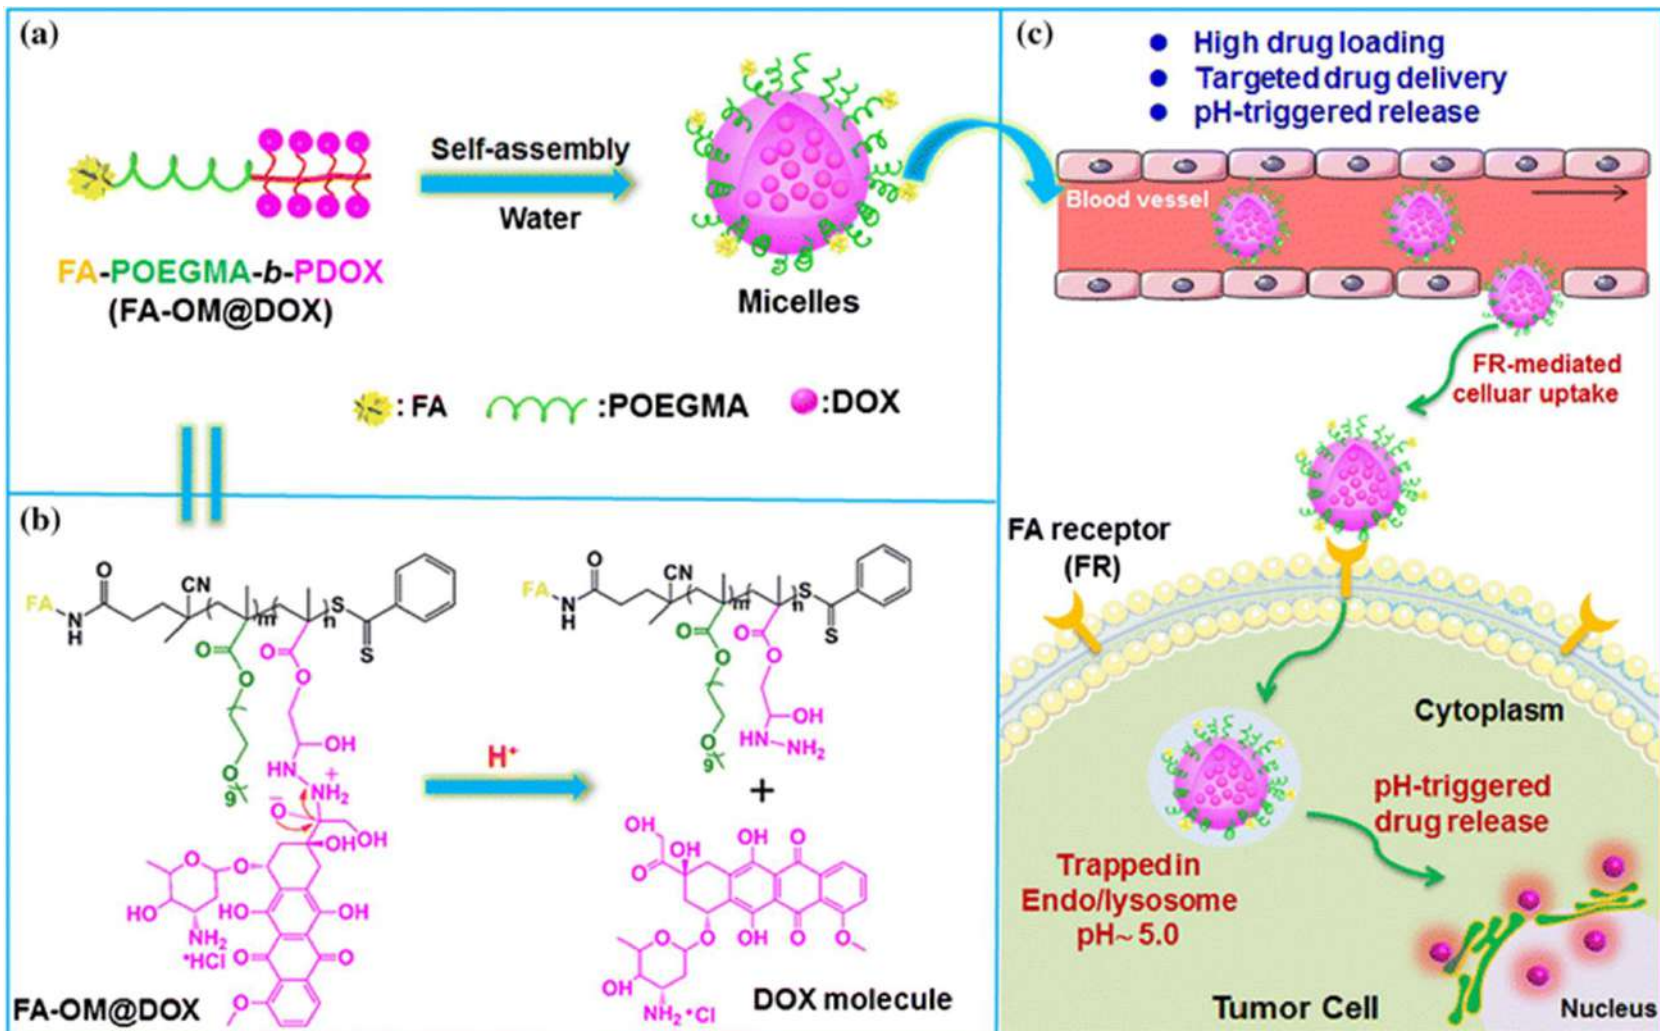 (a)
Self-assembly
Water
FA-POEGMA-b-PDOX
(FA-OM@DOX)
Micelles
: FA
:POEGMA
:DOX
(b)
FA
N
H
O
CN
m
n
S
S
O
O
O
O
O
9
OH
HN
+
NH₂
−
O
OH
OH
O
O
HO
NH₂
•HCl
HO
OH
O
O
O
FA-OM@DOX
H⁺
FA
N
H
O
CN
m
n
S
S
O
O
O
O
O
9
OH
HN
NH₂
+
OH
O
OH
OH
O
OH
O
O
O
O
OH
NH₂•Cl
DOX molecule
(c)
● High drug loading
● Targeted drug delivery
● pH-triggered release
Blood vessel
FR-mediated
celluar uptake
FA receptor
(FR)
Cytoplasm
pH-triggered
drug release
Trapped in
Endo/lysosome
pH~ 5.0
Tumor Cell
Nucleus